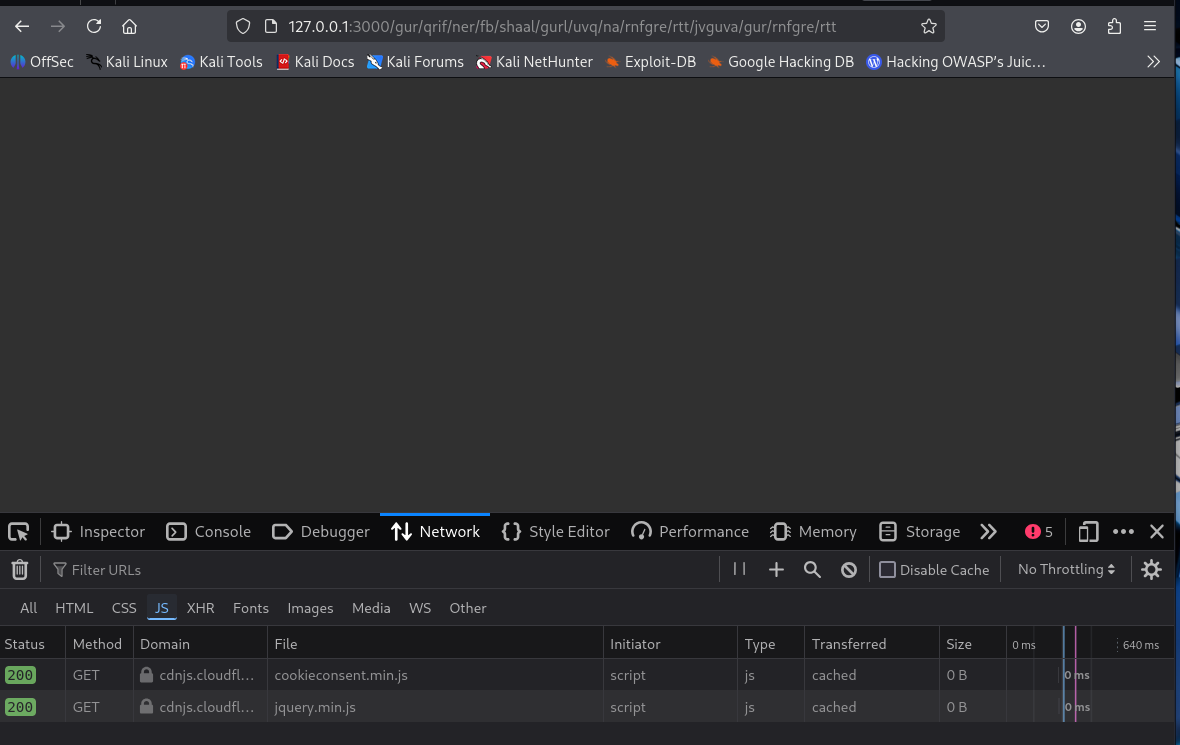 127.0.0.1:3000/gur/qrif/ner/fb/shaal/gurl/uvq/na/rnfgre/rtt/jvguva/gur/rnfgre/rtt
OffSec Kali Linux Kali Tools Kali Docs Kali Forums Kali NetHunter Exploit-DB Google Hacking DB Hacking OWASP's Juic…
Inspector Console Debugger Network Style Editor Performance Memory Storage 5
Filter URLs Disable Cache No Throttling
All HTML CSS JS XHR Fonts Images Media WS Other
Status Method Domain File Initiator Type Transferred Size 0 ms 640 ms
200 GET cdnjs.cloudfl… cookieconsent.min.js script js cached 0 B 0 ms
200 GET cdnjs.cloudfl… jquery.min.js script js cached 0 B 0 ms